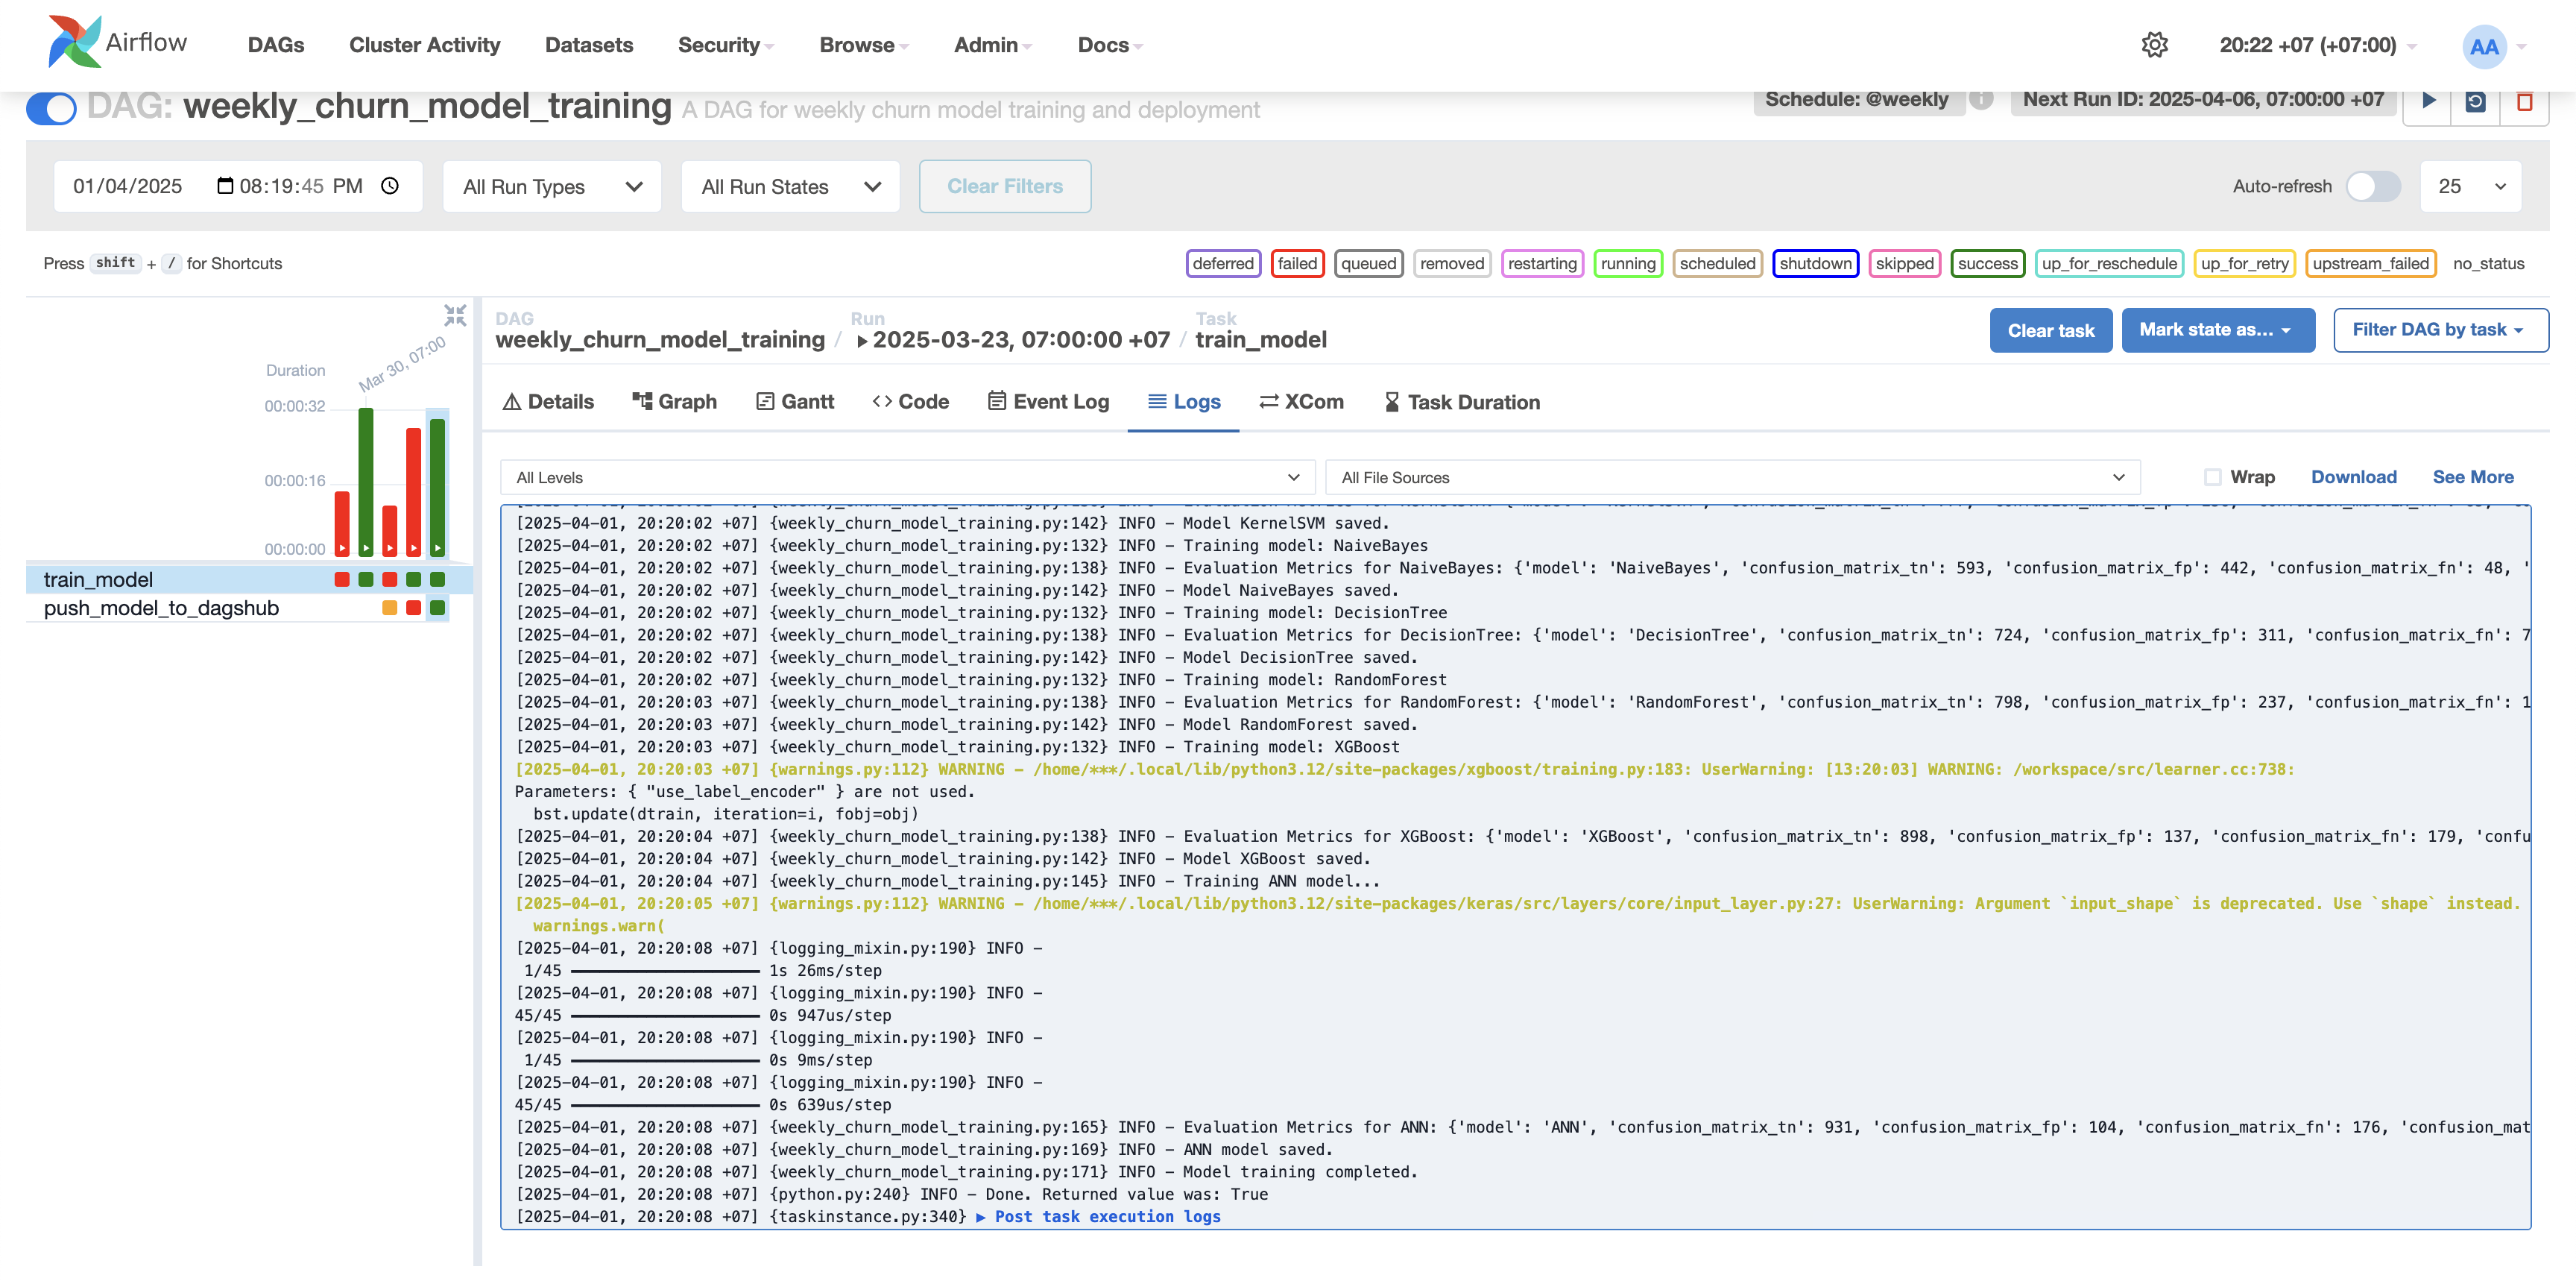 Airflow
DAGs Cluster Activity Datasets Security Browse Admin Docs 20:22 +07 (+07:00) AA
DAG: weekly_churn_model_training A DAG for weekly churn model training and deployment Schedule: @weekly i Next Run ID: 2025-04-06, 07:00:00 +07
01/04/2025 08:19:45 PM All Run Types All Run States Clear Filters Auto-refresh 25
Press shift + / for Shortcuts deferred failed queued removed restarting running scheduled shutdown skipped success up_for_reschedule up_for_retry upstream_failed no_status
Duration
Mar 30, 07:00
00:00:32
00:00:16
00:00:00
train_model
push_model_to_dagshub
DAG Run Task
weekly_churn_model_training / 2025-03-23, 07:00:00 +07 / train_model
Clear task Mark state as... Filter DAG by task
Details Graph Gantt Code Event Log Logs XCom Task Duration
All Levels All File Sources Wrap Download See More
[2025-04-01, 20:20:02 +07] {weekly_churn_model_training.py:142} INFO - Model KernelSVM saved.
[2025-04-01, 20:20:02 +07] {weekly_churn_model_training.py:132} INFO - Training model: NaiveBayes
[2025-04-01, 20:20:02 +07] {weekly_churn_model_training.py:138} INFO - Evaluation Metrics for NaiveBayes: {'model': 'NaiveBayes', 'confusion_matrix_tn': 593, 'confusion_matrix_fp': 442, 'confusion_matrix_fn': 48, '
[2025-04-01, 20:20:02 +07] {weekly_churn_model_training.py:142} INFO - Model NaiveBayes saved.
[2025-04-01, 20:20:02 +07] {weekly_churn_model_training.py:132} INFO - Training model: DecisionTree
[2025-04-01, 20:20:02 +07] {weekly_churn_model_training.py:138} INFO - Evaluation Metrics for DecisionTree: {'model': 'DecisionTree', 'confusion_matrix_tn': 724, 'confusion_matrix_fp': 311, 'confusion_matrix_fn': 7
[2025-04-01, 20:20:02 +07] {weekly_churn_model_training.py:142} INFO - Model DecisionTree saved.
[2025-04-01, 20:20:02 +07] {weekly_churn_model_training.py:132} INFO - Training model: RandomForest
[2025-04-01, 20:20:03 +07] {weekly_churn_model_training.py:138} INFO - Evaluation Metrics for RandomForest: {'model': 'RandomForest', 'confusion_matrix_tn': 798, 'confusion_matrix_fp': 237, 'confusion_matrix_fn': 1
[2025-04-01, 20:20:03 +07] {weekly_churn_model_training.py:142} INFO - Model RandomForest saved.
[2025-04-01, 20:20:03 +07] {weekly_churn_model_training.py:132} INFO - Training model: XGBoost
[2025-04-01, 20:20:03 +07] {warnings.py:112} WARNING - /home/***/.local/lib/python3.12/site-packages/xgboost/training.py:183: UserWarning: [13:20:03] WARNING: /workspace/src/learner.cc:738:
Parameters: { "use_label_encoder" } are not used.
bst.update(dtrain, iteration=i, fobj=obj)
[2025-04-01, 20:20:04 +07] {weekly_churn_model_training.py:138} INFO - Evaluation Metrics for XGBoost: {'model': 'XGBoost', 'confusion_matrix_tn': 898, 'confusion_matrix_fp': 137, 'confusion_matrix_fn': 179, 'confu
[2025-04-01, 20:20:04 +07] {weekly_churn_model_training.py:142} INFO - Model XGBoost saved.
[2025-04-01, 20:20:04 +07] {weekly_churn_model_training.py:145} INFO - Training ANN model...
[2025-04-01, 20:20:05 +07] {warnings.py:112} WARNING - /home/***/.local/lib/python3.12/site-packages/keras/src/layers/core/input_layer.py:27: UserWarning: Argument `input_shape` is deprecated. Use `shape` instead.
warnings.warn(
[2025-04-01, 20:20:08 +07] {logging_mixin.py:190} INFO -
1/45 ━━━━━━━━━━━━━━━━━━━━ 1s 26ms/step
[2025-04-01, 20:20:08 +07] {logging_mixin.py:190} INFO -
45/45 ━━━━━━━━━━━━━━━━━━━━ 0s 947us/step
[2025-04-01, 20:20:08 +07] {logging_mixin.py:190} INFO -
1/45 ━━━━━━━━━━━━━━━━━━━━ 0s 9ms/step
[2025-04-01, 20:20:08 +07] {logging_mixin.py:190} INFO -
45/45 ━━━━━━━━━━━━━━━━━━━━ 0s 639us/step
[2025-04-01, 20:20:08 +07] {weekly_churn_model_training.py:165} INFO - Evaluation Metrics for ANN: {'model': 'ANN', 'confusion_matrix_tn': 931, 'confusion_matrix_fp': 104, 'confusion_matrix_fn': 176, 'confusion_mat
[2025-04-01, 20:20:08 +07] {weekly_churn_model_training.py:169} INFO - ANN model saved.
[2025-04-01, 20:20:08 +07] {weekly_churn_model_training.py:171} INFO - Model training completed.
[2025-04-01, 20:20:08 +07] {python.py:240} INFO - Done. Returned value was: True
[2025-04-01, 20:20:08 +07] {taskinstance.py:340} ▶ Post task execution logs